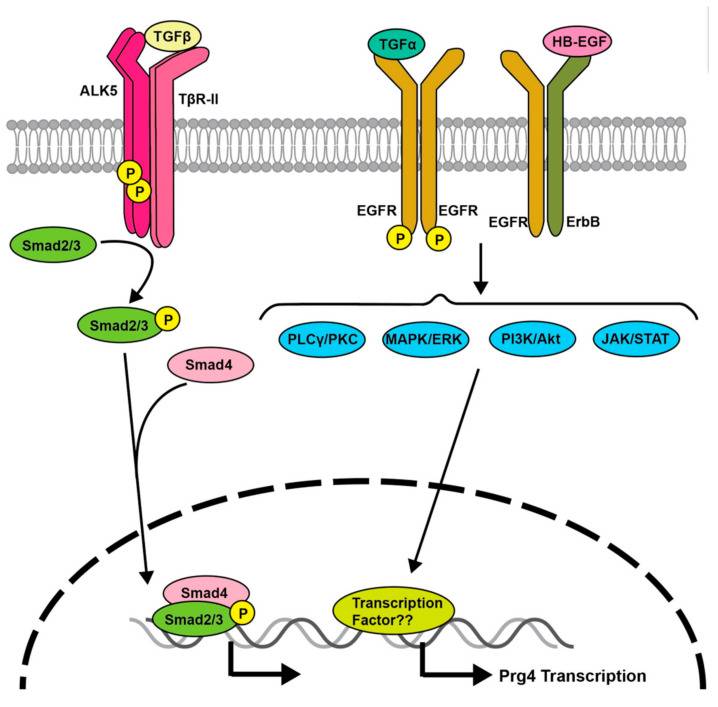 TGFβ
TGFα
HB-EGF
ALK5
TβR-II
P
P
EGFR
EGFR
EGFR
ErbB
P
P
Smad2/3
Smad2/3
P
PLCγ/PKC
MAPK/ERK
PI3K/Akt
JAK/STAT
Smad4
Smad4
Smad2/3
P
Transcription
Factor??
Prg4 Transcription